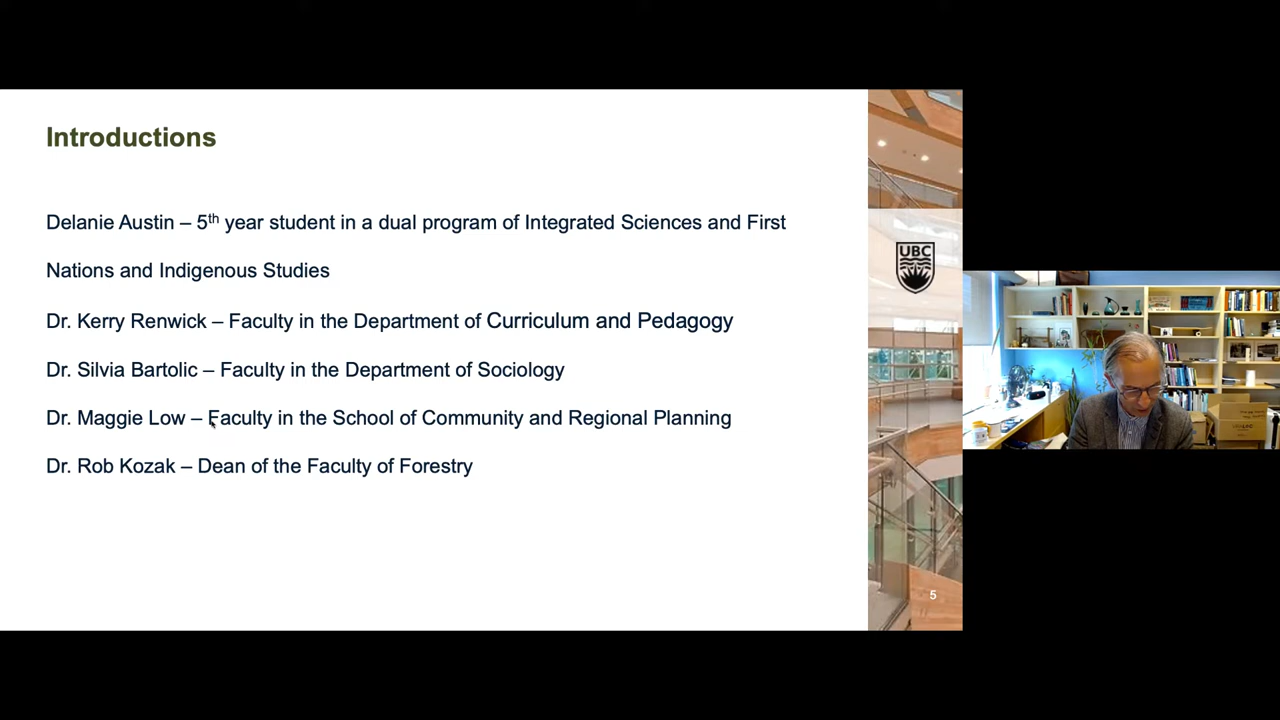 Introductions
Delanie Austin – 5th year student in a dual program of Integrated Sciences and First
Nations and Indigenous Studies
Dr. Kerry Renwick – Faculty in the Department of Curriculum and Pedagogy
Dr. Silvia Bartolic – Faculty in the Department of Sociology
Dr. Maggie Low – Faculty in the School of Community and Regional Planning
Dr. Rob Kozak – Dean of the Faculty of Forestry
UBC
5